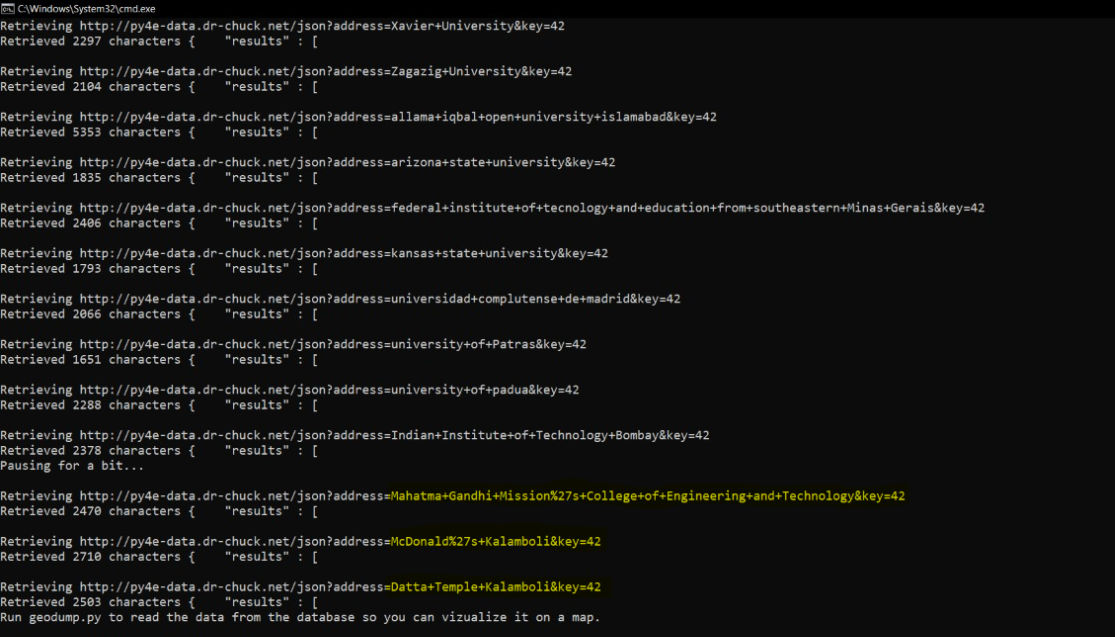 C:\Windows\System32\cmd.exe
Retrieving http://py4e-data.dr-chuck.net/json?address=Xavier+University&key=42
Retrieved 2297 characters {    "results" : [
Retrieving http://py4e-data.dr-chuck.net/json?address=Zagazig+University&key=42
Retrieved 2104 characters {    "results" : [
Retrieving http://py4e-data.dr-chuck.net/json?address=allama+iqbal+open+university+islamabad&key=42
Retrieved 5353 characters {    "results" : [
Retrieving http://py4e-data.dr-chuck.net/json?address=arizona+state+university&key=42
Retrieved 1835 characters {    "results" : [
Retrieving http://py4e-data.dr-chuck.net/json?address=federal+institute+of+tecnology+and+education+from+southeastern+Minas+Gerais&key=42
Retrieved 2406 characters {    "results" : [
Retrieving http://py4e-data.dr-chuck.net/json?address=kansas+state+university&key=42
Retrieved 1793 characters {    "results" : [
Retrieving http://py4e-data.dr-chuck.net/json?address=universidad+complutense+de+madrid&key=42
Retrieved 2066 characters {    "results" : [
Retrieving http://py4e-data.dr-chuck.net/json?address=university+of+Patras&key=42
Retrieved 1651 characters {    "results" : [
Retrieving http://py4e-data.dr-chuck.net/json?address=university+of+padua&key=42
Retrieved 2288 characters {    "results" : [
Retrieving http://py4e-data.dr-chuck.net/json?address=Indian+Institute+of+Technology+Bombay&key=42
Retrieved 2378 characters {    "results" : [
Pausing for a bit...
Retrieving http://py4e-data.dr-chuck.net/json?address=Mahatma+Gandhi+Mission%27s+College+of+Engineering+and+Technology&key=42
Retrieved 2470 characters {    "results" : [
Retrieving http://py4e-data.dr-chuck.net/json?address=McDonald%27s+Kalamboli&key=42
Retrieved 2710 characters {    "results" : [
Retrieving http://py4e-data.dr-chuck.net/json?address=Datta+Temple+Kalamboli&key=42
Retrieved 2503 characters {    "results" : [
Run geodump.py to read the data from the database so you can vizualize it on a map.